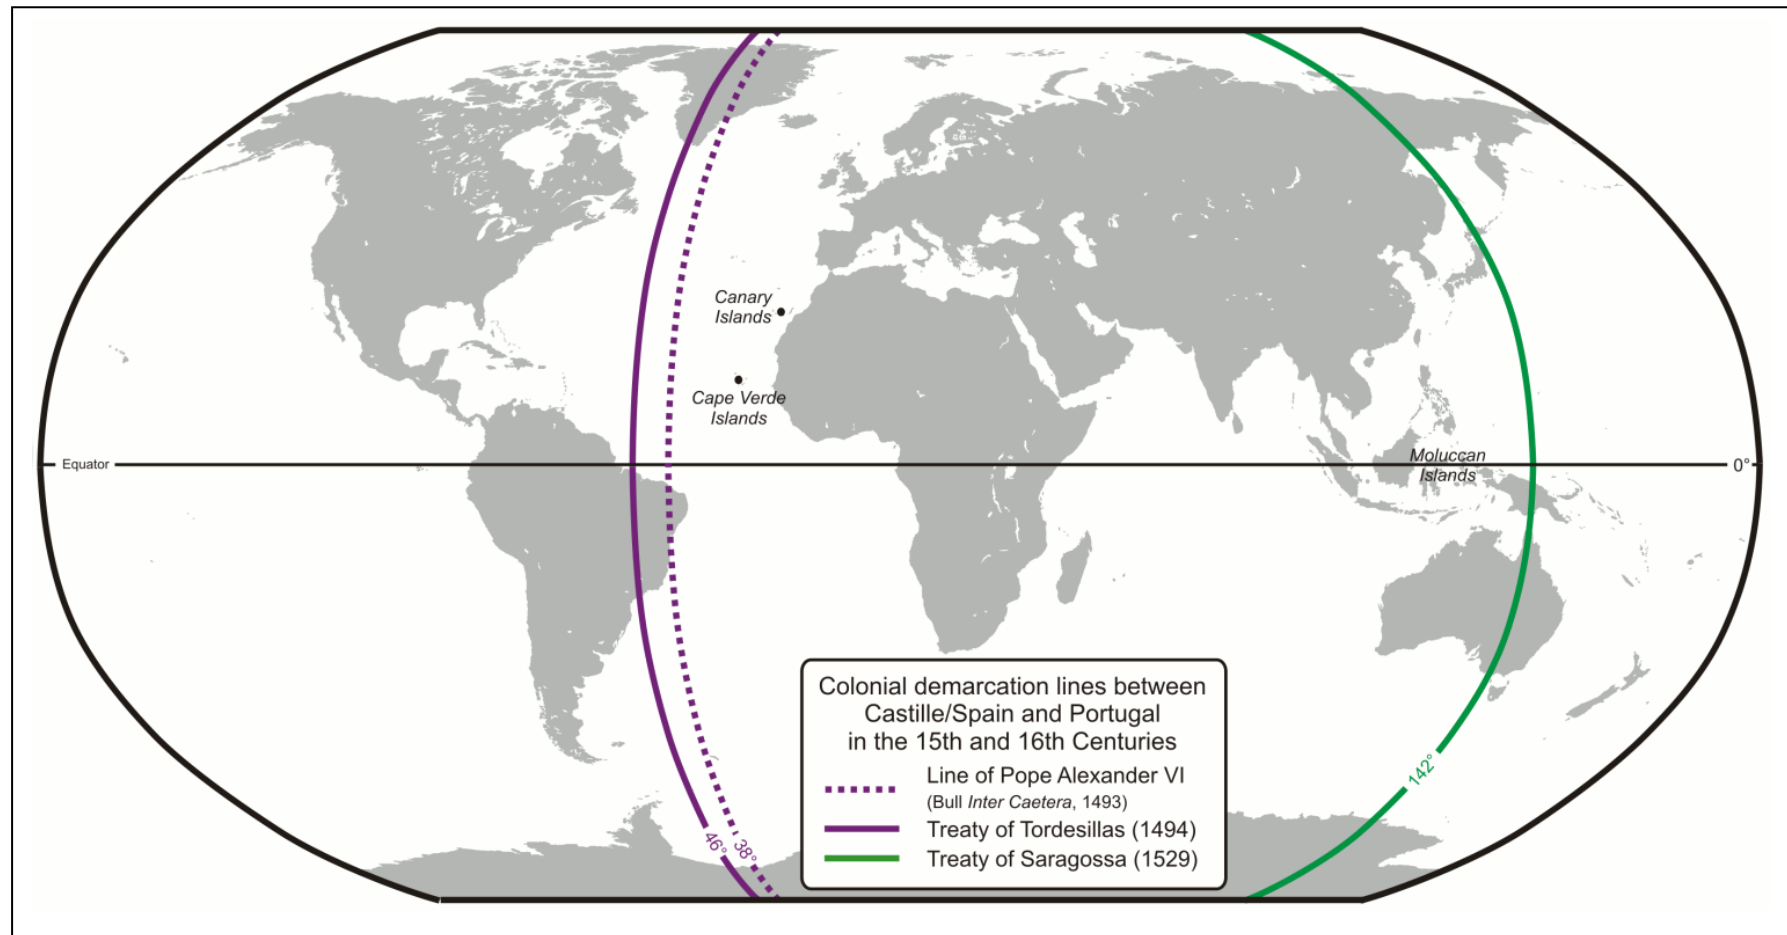 Canary
Islands
Cape Verde
Islands
Equator
Moluccan
Islands
0°
Colonial demarcation lines between
Castille/Spain and Portugal
in the 15th and 16th Centuries
Line of Pope Alexander VI
(Bull Inter Caetera, 1493)
Treaty of Tordesillas (1494)
Treaty of Saragossa (1529)
142°
46°
38°